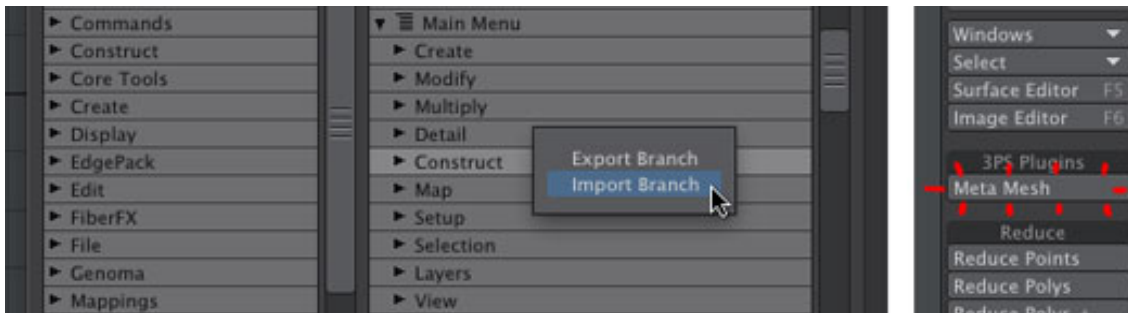 Commands
Construct
Core Tools
Create
Display
EdgePack
Edit
FiberFX
File
Genoma
Mappings
Main Menu
Create
Modify
Multiply
Detail
Construct
Map
Setup
Selection
Layers
View
Export Branch
Import Branch
Windows
Select
Surface Editor F5
Image Editor F6
3PS Plugins
Meta Mesh
Reduce
Reduce Points
Reduce Polys
Reduce Polys +